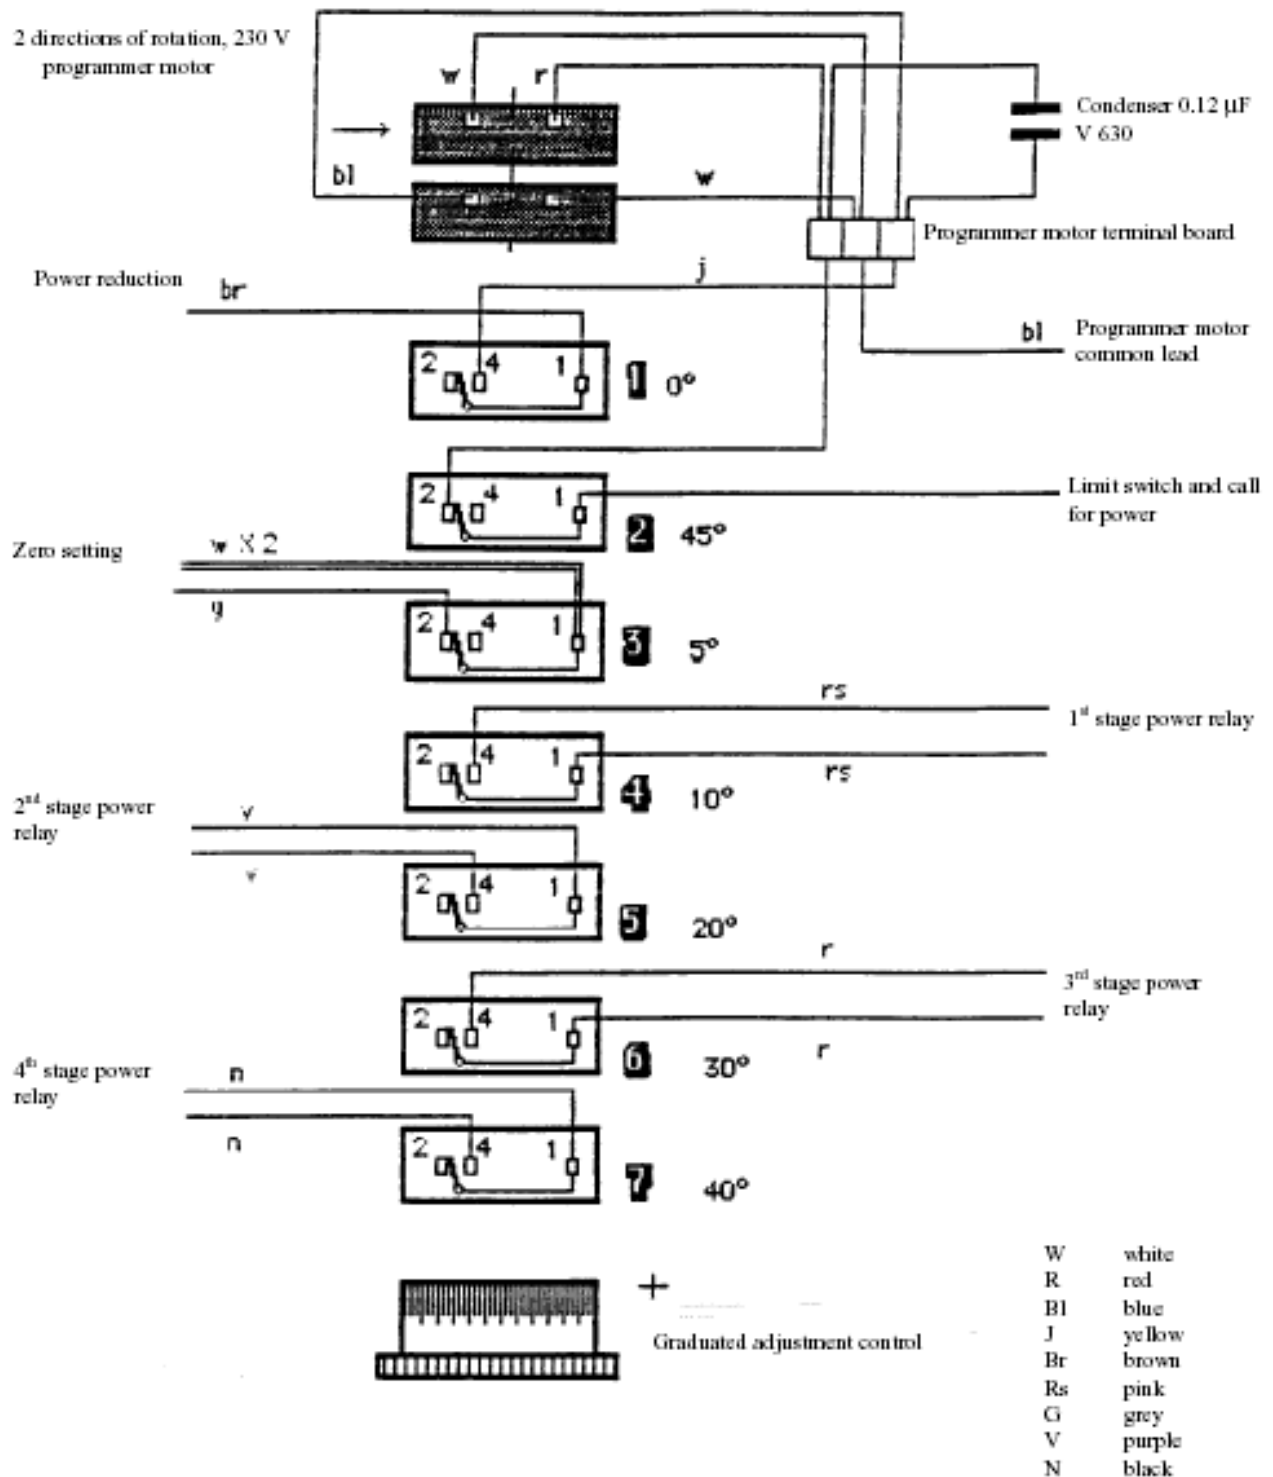 2 directions of rotation, 230 V
programmer motor
w
r
Condenser 0.12 µF
V 630
bl
w
Programmer motor terminal board
j
Power reduction
br
bl
Programmer motor
common lead
2 4 1
1 0°
2 4 1
2 45°
Limit switch and call
for power
Zero setting
w X 2
y
2 4 1
3 5°
rs
1st stage power relay
rs
2 4 1
4 10°
2nd stage power
relay
v
v
2 4 1
5 20°
r
3rd stage power
relay
r
2 4 1
6 30°
4th stage power
relay
n
n
2 4 1
7 40°
+
Graduated adjustment control
W white
R red
Bl blue
J yellow
Br brown
Rs pink
G grey
V purple
N black